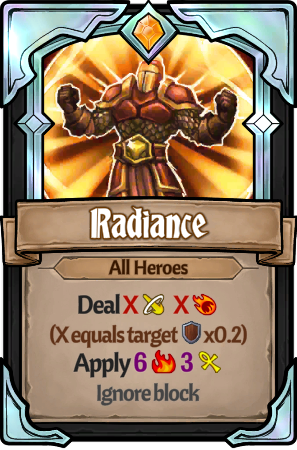 Radiance
All Heroes
Deal X X
(X equals target x0.2)
Apply 6 3
Ignore block